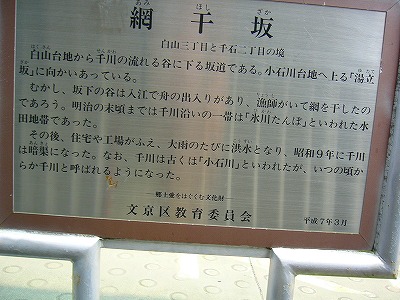 網干坂
あみ ほし ざか
白山三丁目と千石二丁目の境
白山台地から千川の流れる谷に下る坂道である。小石川台地へ上る「湯立
坂」に向かいあっている。
むかし、坂下の谷は入江で舟の出入りがあり、漁師がいて網を干したの
であろう。明治の末頃までは千川沿いの一帯は「氷川たんぼ」といわれた水
田地帯であった。
その後、住宅や工場がふえ、大雨のたびに洪水となり、昭和9年に千川
は暗渠になった。なお、千川は古くは「小石川」といわれたが、いつの頃か
らか千川と呼ばれるようになった。
郷土愛をはぐくむ文化財
文京区教育委員会
平成7年3月